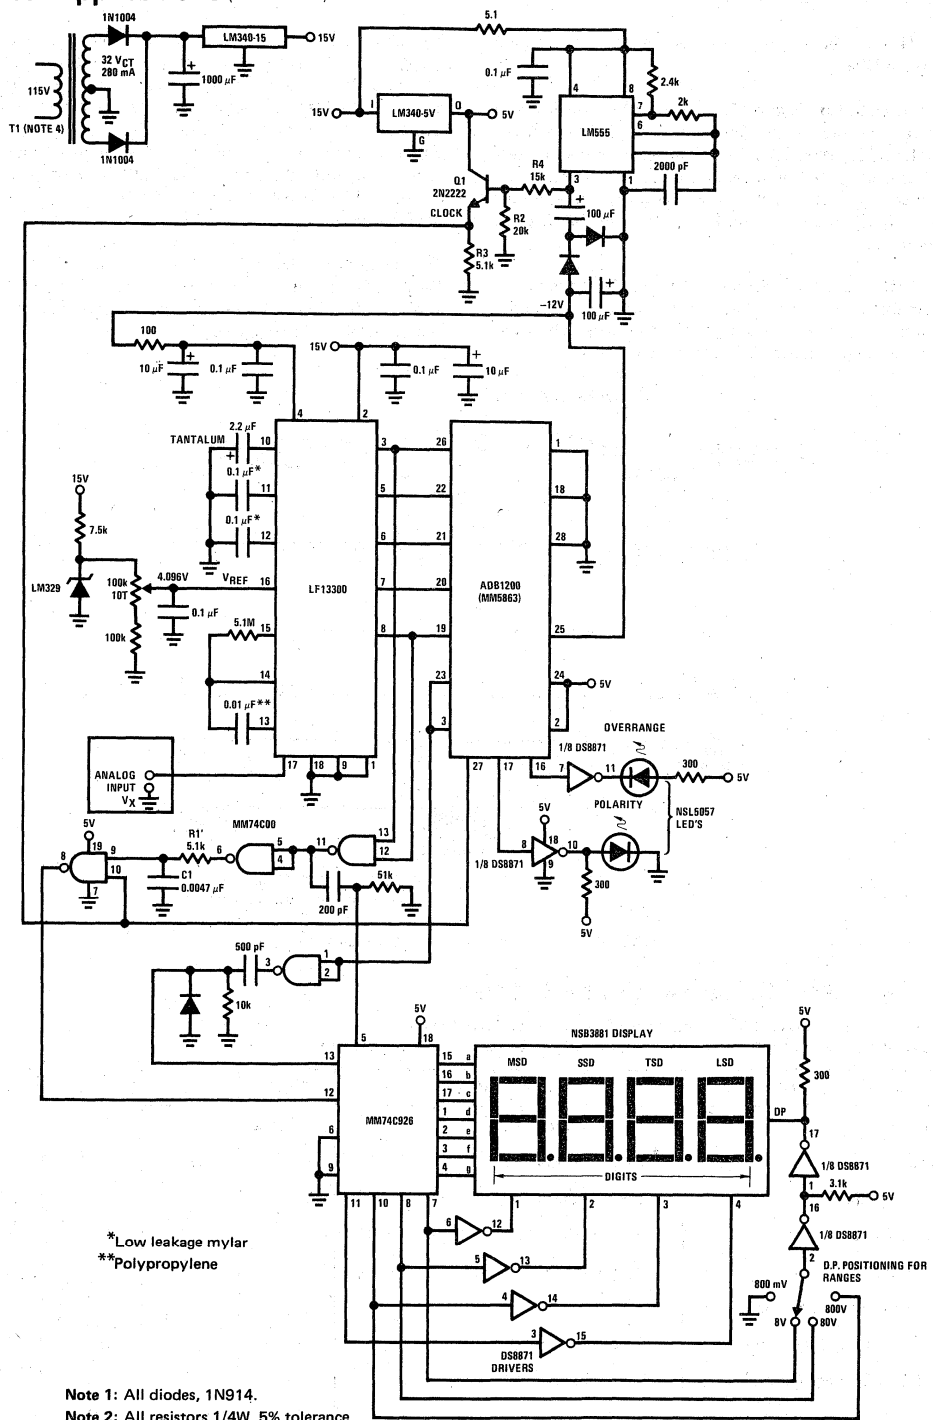 1N1004
32 VCT
280 mA
115V
T1 (NOTE 4)
1N1004
+
1000 µF
LM340-15
15V
5.1
15V
I
LM340-5V
O
5V
G
0.1 µF
4
8
2.4k
7
2k
LM555
6
3
1
2000 pF
Q1
2N2222
R4
15k
CLOCK
R2
20k
R3
5.1k
+
100 µF
+
100 µF
−12V
100
+
10 µF
0.1 µF
15V
0.1 µF
+
10 µF
4
2
TANTALUM
2.2 µF
+
10
0.1 µF*
11
0.1 µF*
12
15V
7.5k
LM329
100k
10T
4.096V
VREF
16
0.1 µF
100k
5.1M
15
14
0.01 µF**
13
LF13300
3
5
6
7
8
17
18
9
1
26
22
21
20
19
23
3
ADB1200
(MM5863)
1
18
28
25
24
5V
2
27
17
16
ANALOG
INPUT
VX
OVERRANGE
1/8 DS8871
7
11
300
5V
POLARITY
NSL5057
LED'S
5V
8
18
10
9
1/8 DS8871
300
5V
5V
8
19
9
10
7
R1'
5.1k
C1
0.0047 µF
MM74C00
6
5
4
11
13
12
200 pF
51k
500 pF
3
1
2
10k
5V
5
18
13
12
6
9
MM74C926
15 a
16 b
17 c
1 d
2 e
3 f
4 g
11
10
8
7
NSB3881 DISPLAY
MSD
SSD
TSD
LSD
DIGITS
DP
1
2
3
4
5V
300
17
1/8 DS8871
1
3.1k
5V
16
1/8 DS8871
2
D.P. POSITIONING FOR
RANGES
800 mV
800V
8V
80V
6
12
5
13
4
14
3
15
DS8871
DRIVERS
*Low leakage mylar
**Polypropylene
Note 1: All diodes, 1N914.
Note 2: All resistors 1/4W, 5% tolerance